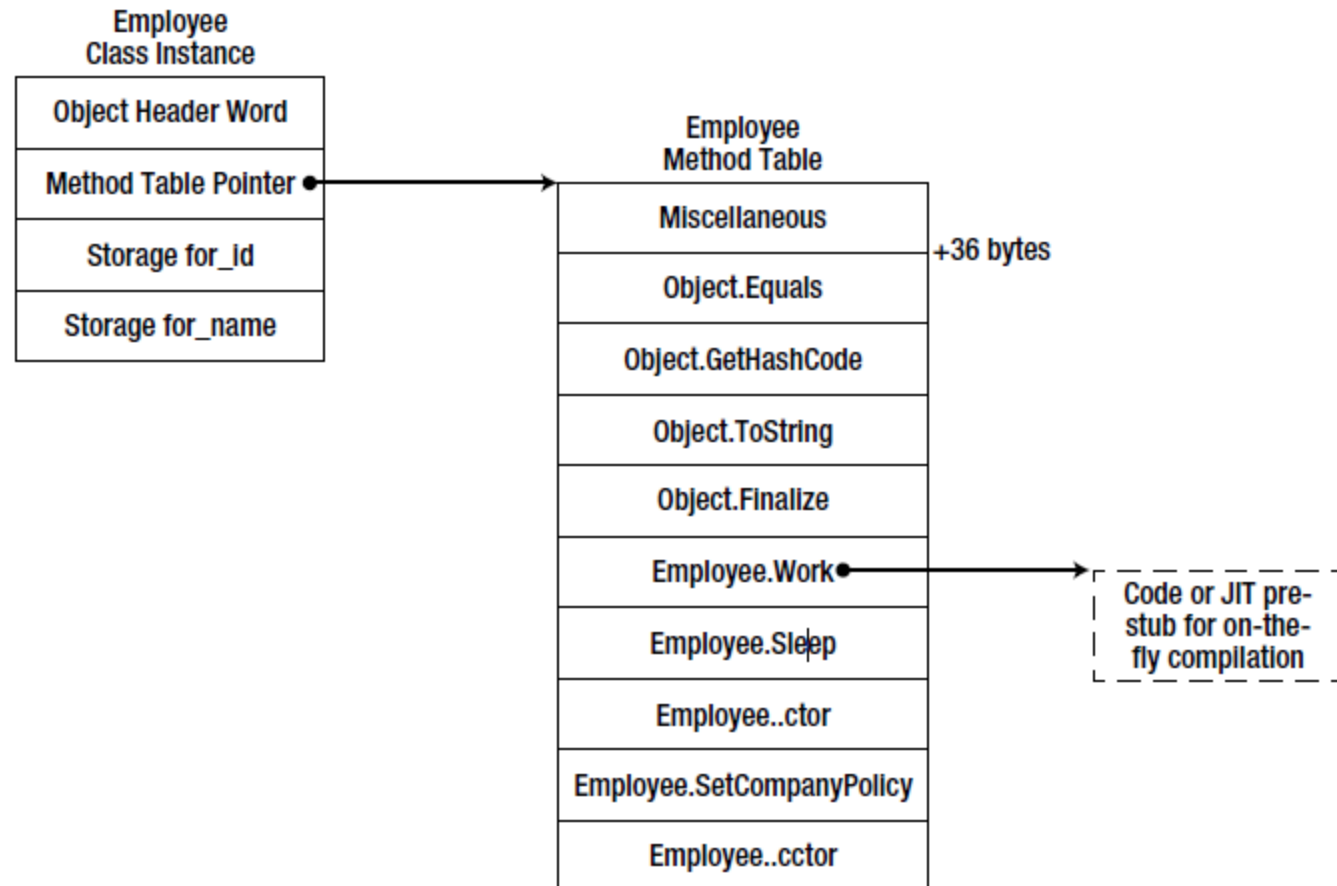 Employee
Class Instance
Object Header Word
Method Table Pointer
Storage for_id
Storage for_name
Employee
Method Table
Miscellaneous
+36 bytes
Object.Equals
Object.GetHashCode
Object.ToString
Object.Finalize
Employee.Work
Code or JIT pre-
stub for on-the-
fly compilation
Employee.Sleep
Employee..ctor
Employee.SetCompanyPolicy
Employee..cctor